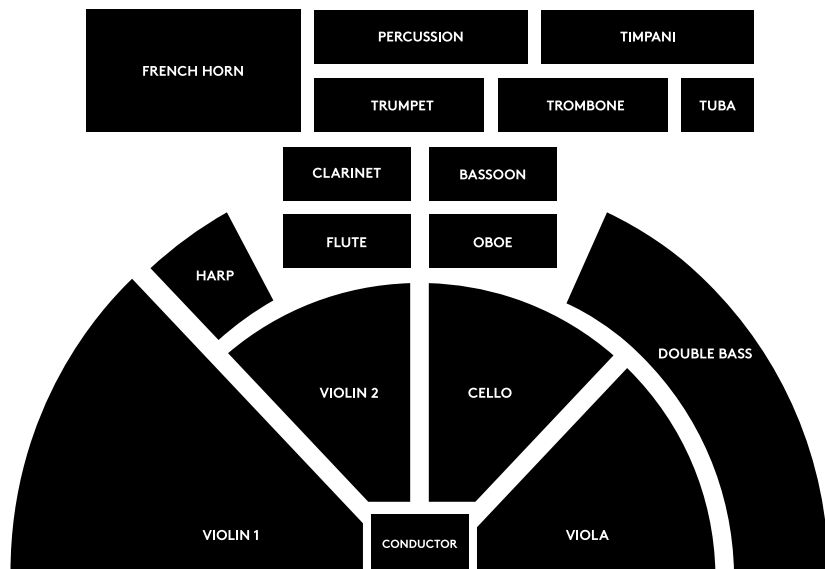 PERCUSSION
TIMPANI
FRENCH HORN
TRUMPET
TROMBONE
TUBA
CLARINET
BASSOON
FLUTE
OBOE
HARP
DOUBLE BASS
VIOLIN 2
CELLO
VIOLIN 1
VIOLA
CONDUCTOR